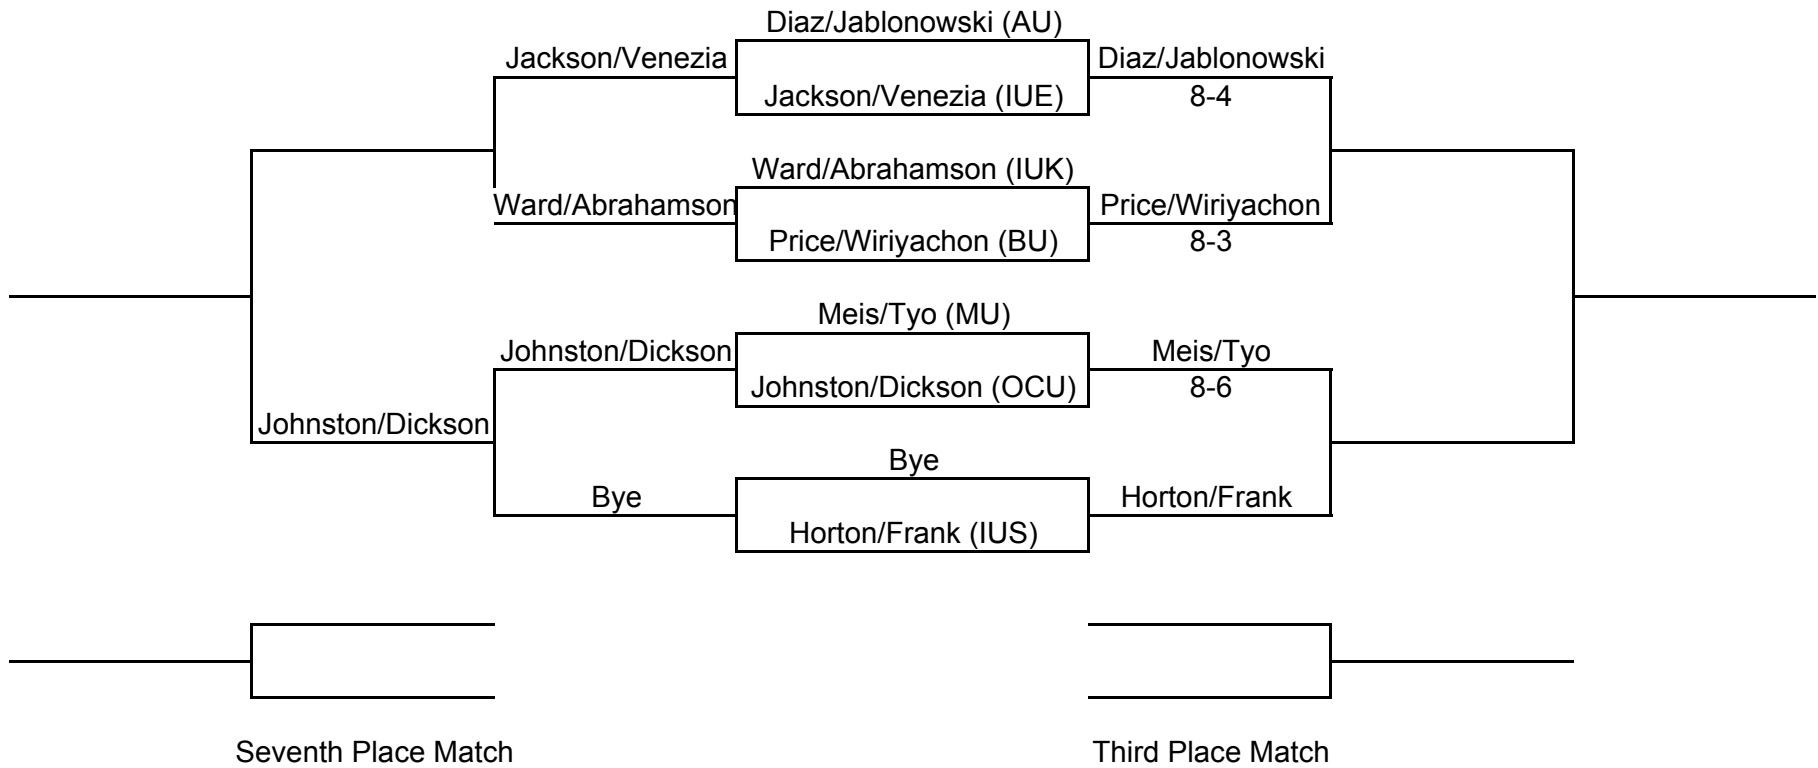 Diaz/Jablonowski (AU)
Jackson/Venezia
Diaz/Jablonowski
Jackson/Venezia (IUE)
8-4
Ward/Abrahamson (IUK)
Ward/Abrahamson
Price/Wiriyachon
Price/Wiriyachon (BU)
8-3
Meis/Tyo (MU)
Johnston/Dickson
Meis/Tyo
Johnston/Dickson (OCU)
8-6
Johnston/Dickson
Bye
Bye
Horton/Frank
Horton/Frank (IUS)
Seventh Place Match
Third Place Match